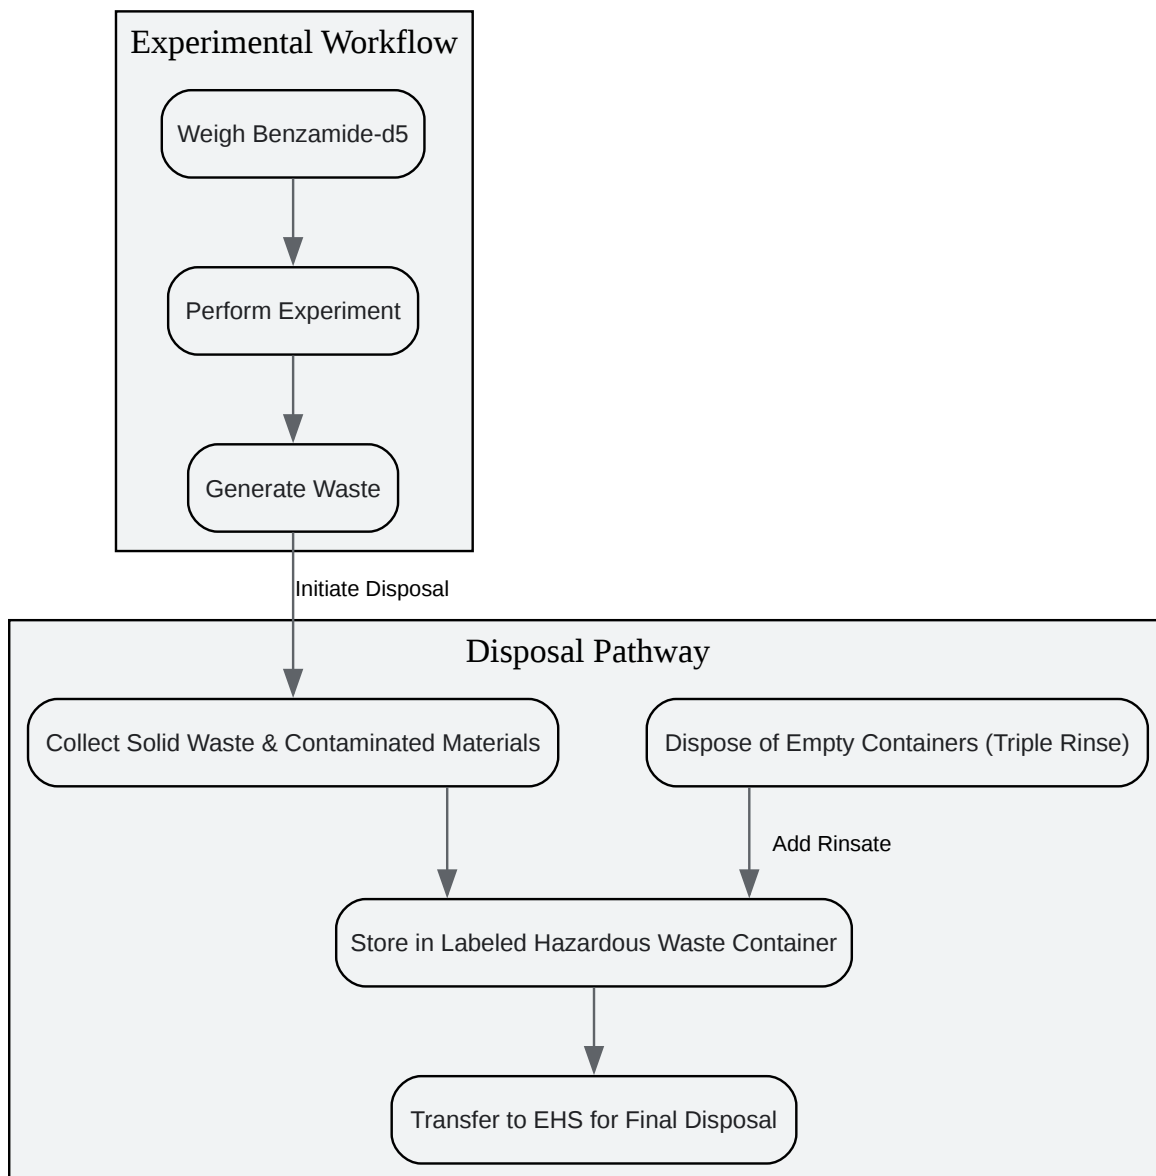 Experimental Workflow
Weigh Benzamide-d5
Perform Experiment
Generate Waste
Initiate Disposal
Disposal Pathway
Collect Solid Waste & Contaminated Materials
Dispose of Empty Containers (Triple Rinse)
Add Rinsate
Store in Labeled Hazardous Waste Container
Transfer to EHS for Final Disposal